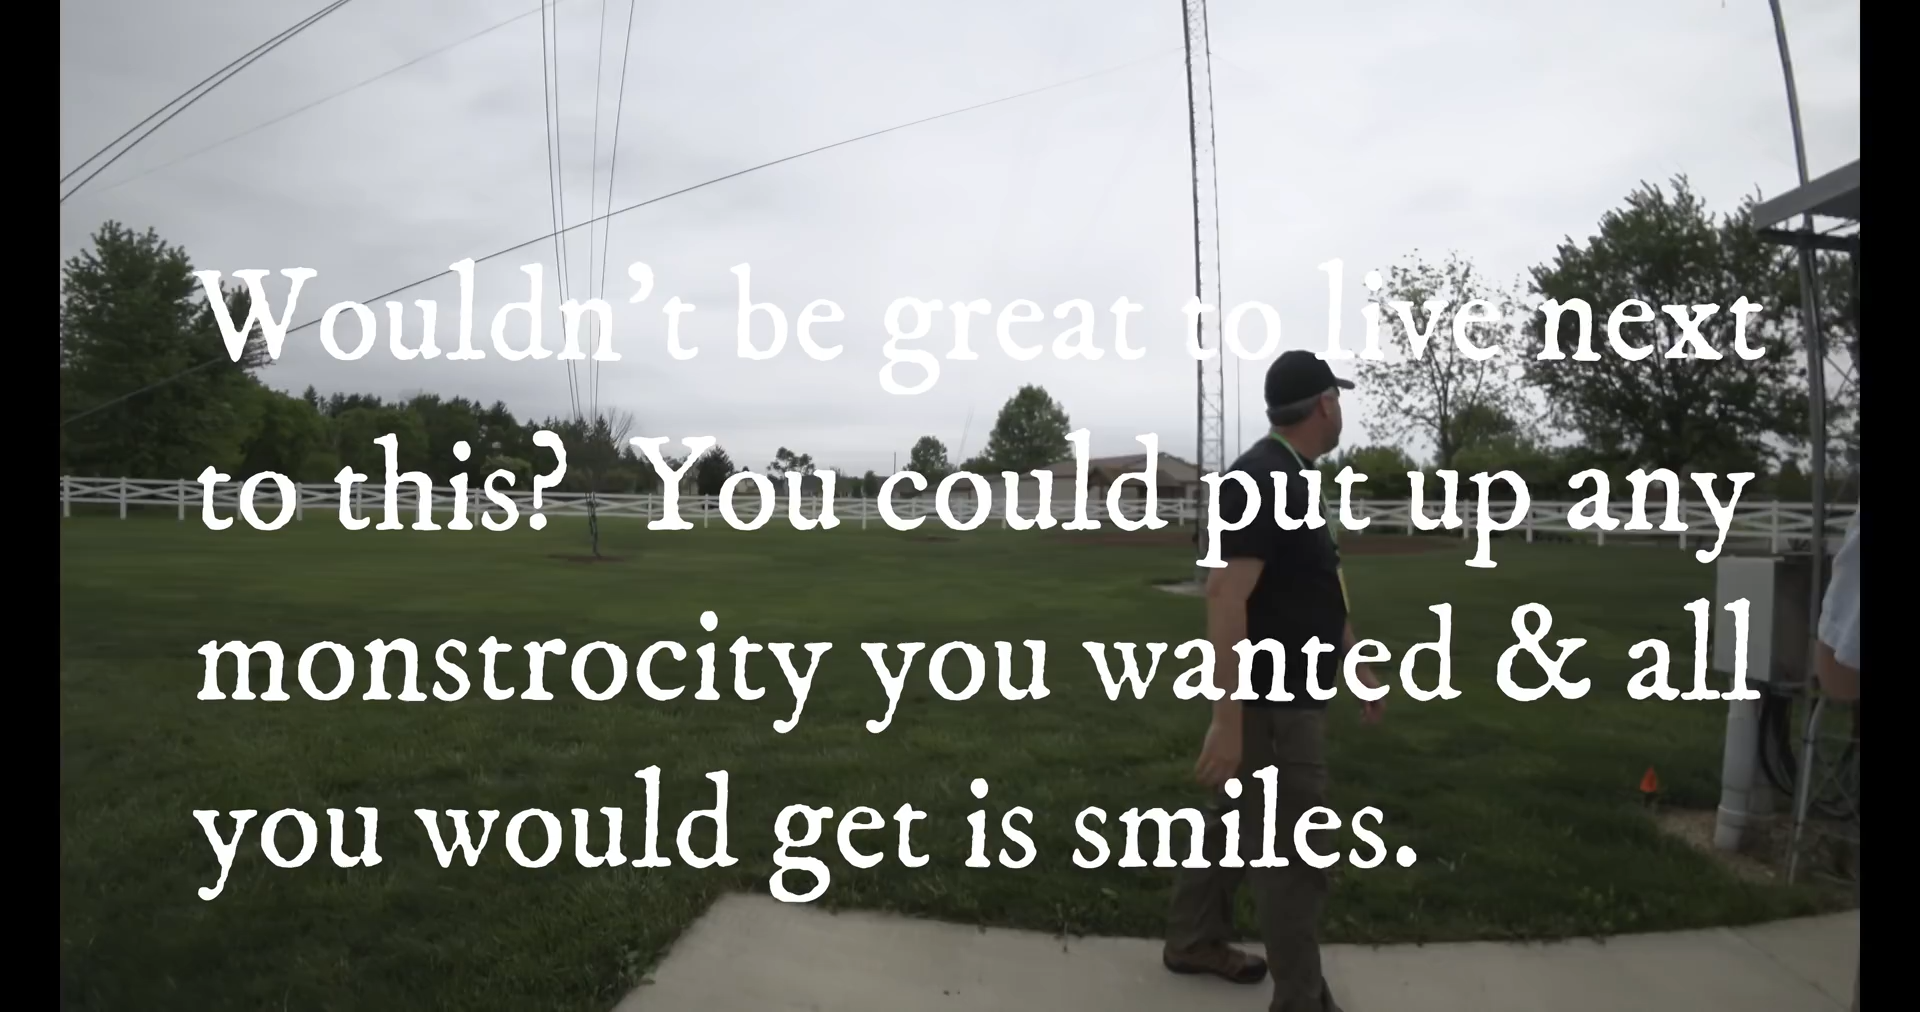 Wouldn't be great to live next
to this? You could put up any
monstrocity you wanted & all
you would get is smiles.